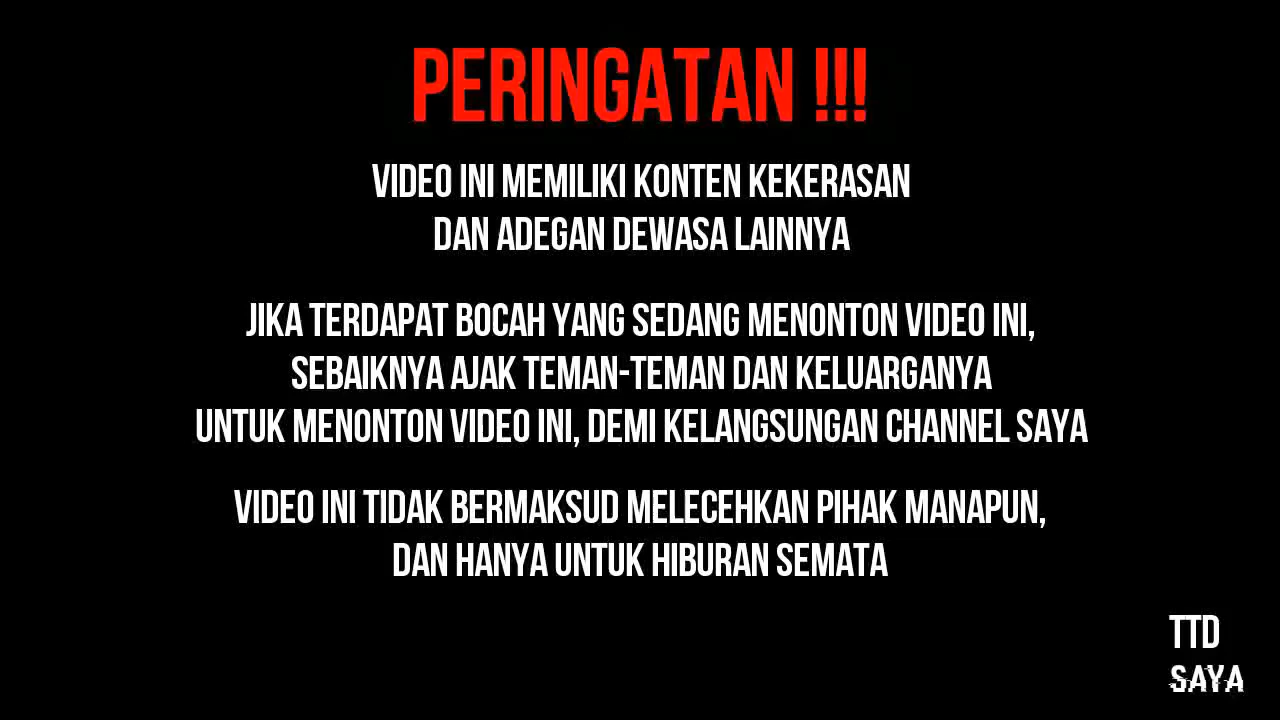 PERINGATAN !!!
VIDEO INI MEMILIKI KONTEN KEKERASAN
DAN ADEGAN DEWASA LAINNYA
JIKA TERDAPAT BOCAH YANG SEDANG MENONTON VIDEO INI,
SEBAIKNYA AJAK TEMAN-TEMAN DAN KELUARGANYA
UNTUK MENONTON VIDEO INI, DEMI KELANGSUNGAN CHANNEL SAYA
VIDEO INI TIDAK BERMAKSUD MELECEHKAN PIHAK MANAPUN,
DAN HANYA UNTUK HIBURAN SEMATA
TTD
SAYA